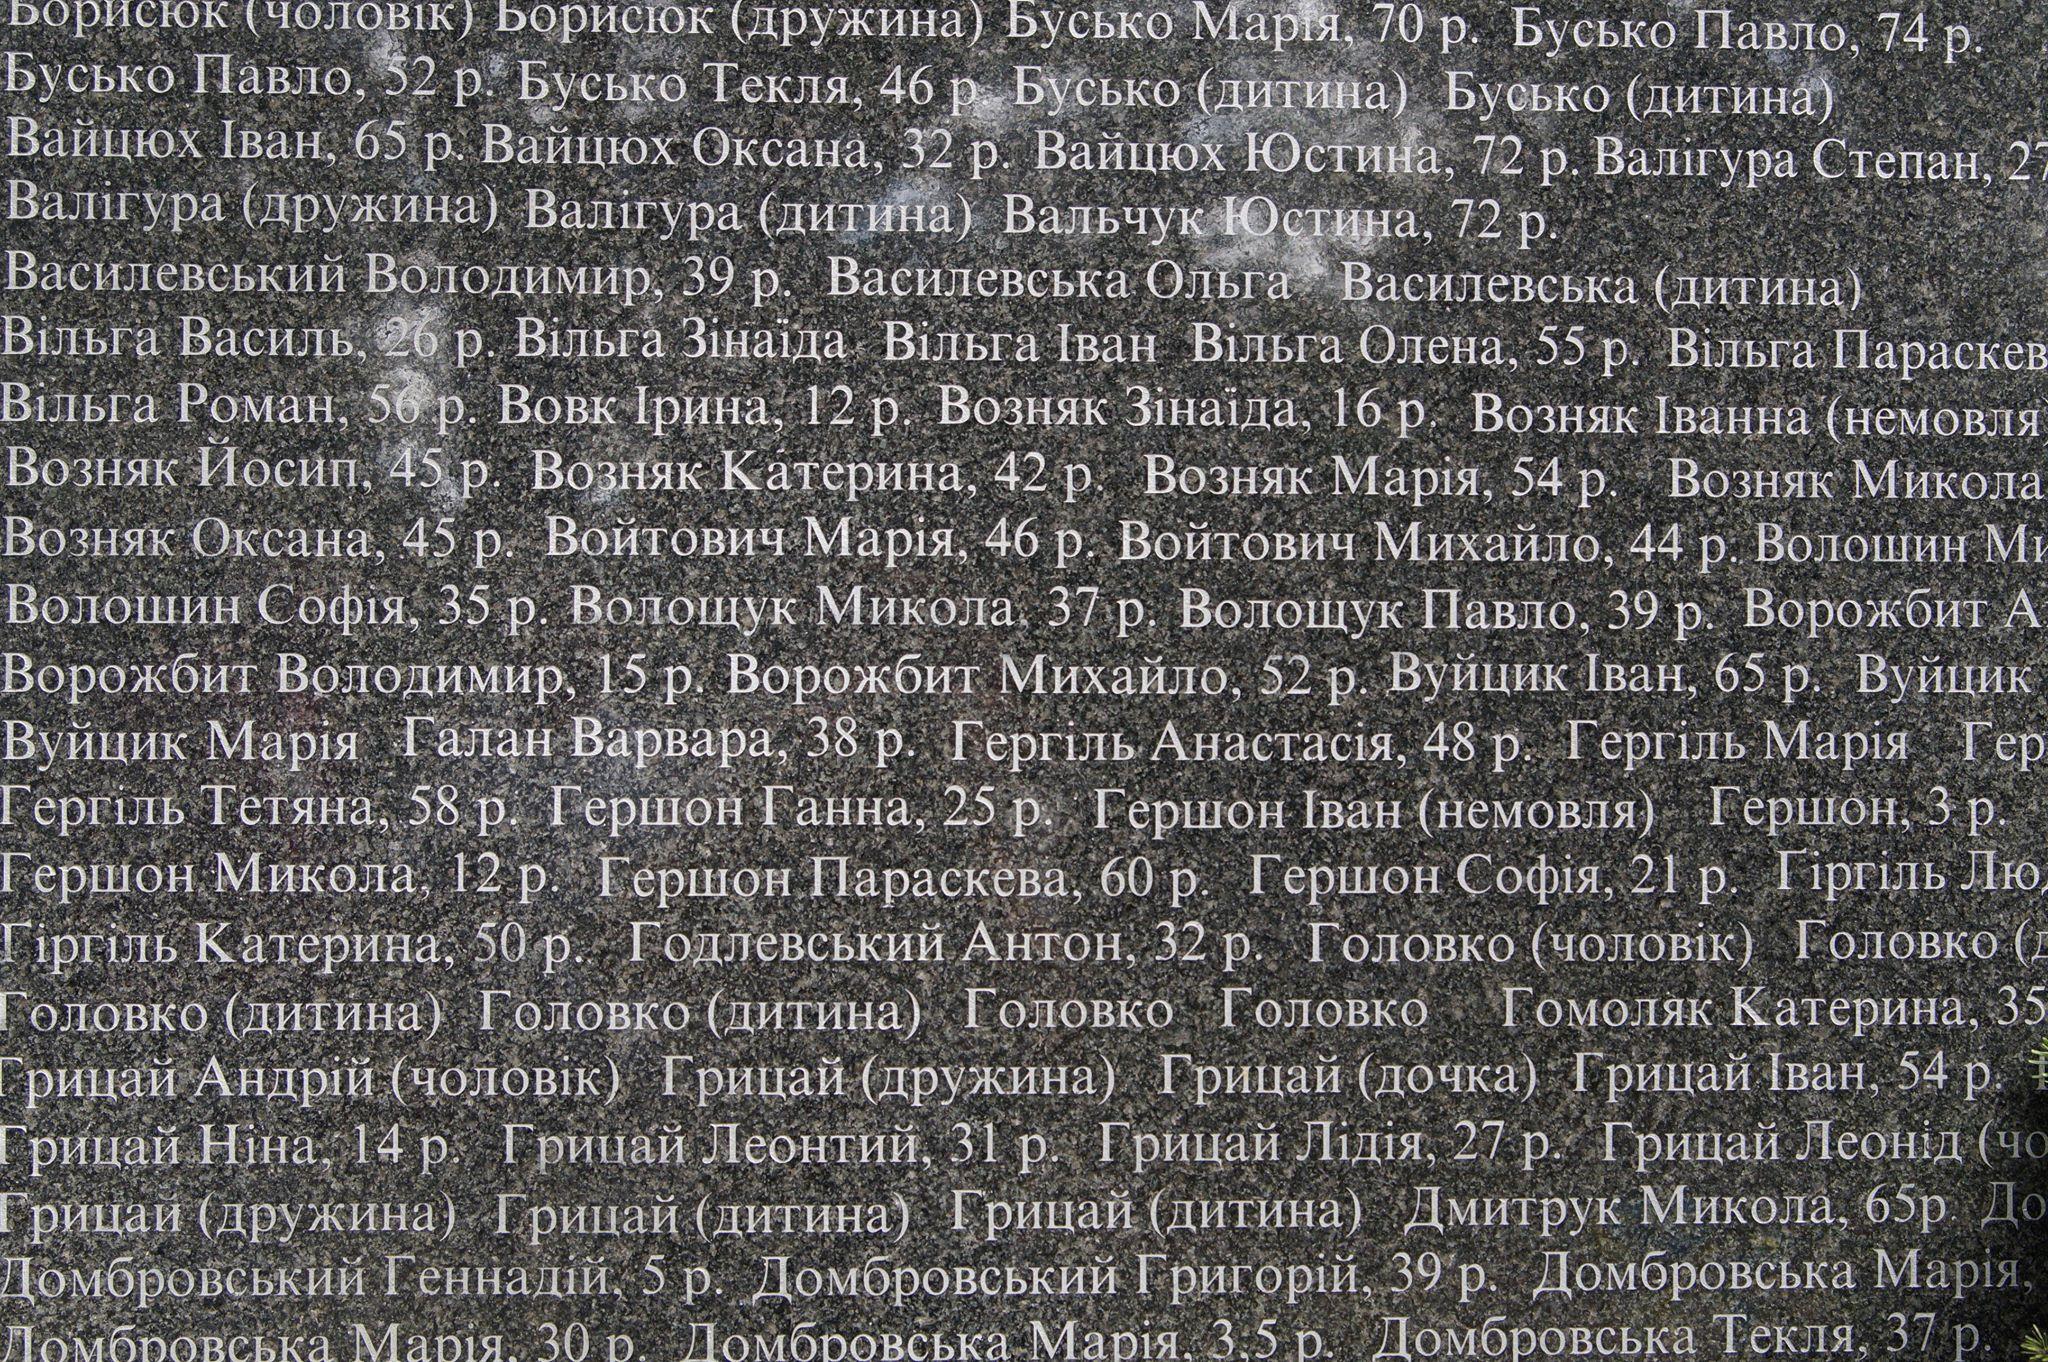 Борисюк (чоловік) Борисюк (дружина) Бусько Марія, 70 р. Бусько Павло, 74 р.
Бусько Павло, 52 р. Бусько Текля, 46 р. Бусько (дитина) Бусько (дитина)
Вайцюх Іван, 65 р. Вайцюх Оксана, 32 р. Вайцюх Юстина, 72 р. Валігура Степан, 27
Валігура (дружина) Валігура (дитина) Вальчук Юстина, 72 р.
Василевський Володимир, 39 р. Василевська Ольга Василевська (дитина)
Вільга Василь, 26 р. Вільга Зінаїда Вільга Іван Вільга Олена, 55 р. Вільга Параскев
Вільга Роман, 56 р. Вовк Ірина, 12 р. Возняк Зінаїда, 16 р. Возняк Іванна (немовля)
Возняк Йосип, 45 р. Возняк Катерина, 42 р. Возняк Марія, 54 р. Возняк Микола
Возняк Оксана, 45 р. Войтович Марія, 46 р. Войтович Михайло, 44 р. Волошин Ми
Волошин Софія, 35 р. Волощук Микола, 37 р. Волощук Павло, 39 р. Ворожбит А
Ворожбит Володимир, 15 р. Ворожбит Михайло, 52 р. Вуйцик Іван, 65 р. Вуйцик
Вуйцик Марія Галан Варвара, 38 р. Гергіль Анастасія, 48 р. Гергіль Марія Гер
Гергіль Тетяна, 58 р. Гершон Ганна, 25 р. Гершон Іван (немовля) Гершон, 3 р.
Гершон Микола, 12 р. Гершон Параскева, 60 р. Гершон Софія, 21 р. Гіргіль Люд
Гіргіль Катерина, 50 р. Годлевський Антон, 32 р. Головко (чоловік) Головко (д
Головко (дитина) Головко (дитина) Головко Головко Гомоляк Катерина, 35
Грицай Андрій (чоловік) Грицай (дружина) Грицай (дочка) Грицай Іван, 54 р.
Грицай Ніна, 14 р. Грицай Леонтий, 31 р. Грицай Лідія, 27 р. Грицай Леонід (чо
Грицай (дружина) Грицай (дитина) Грицай (дитина) Дмитрук Микола, 65р До
Домбровський Геннадій, 5 р. Домбровський Григорій, 39 р. Домбровська Марія,
Домбровська Марія, 30 р. Домбровська Марія, 3,5 р. Домбровська Текля, 37 р.